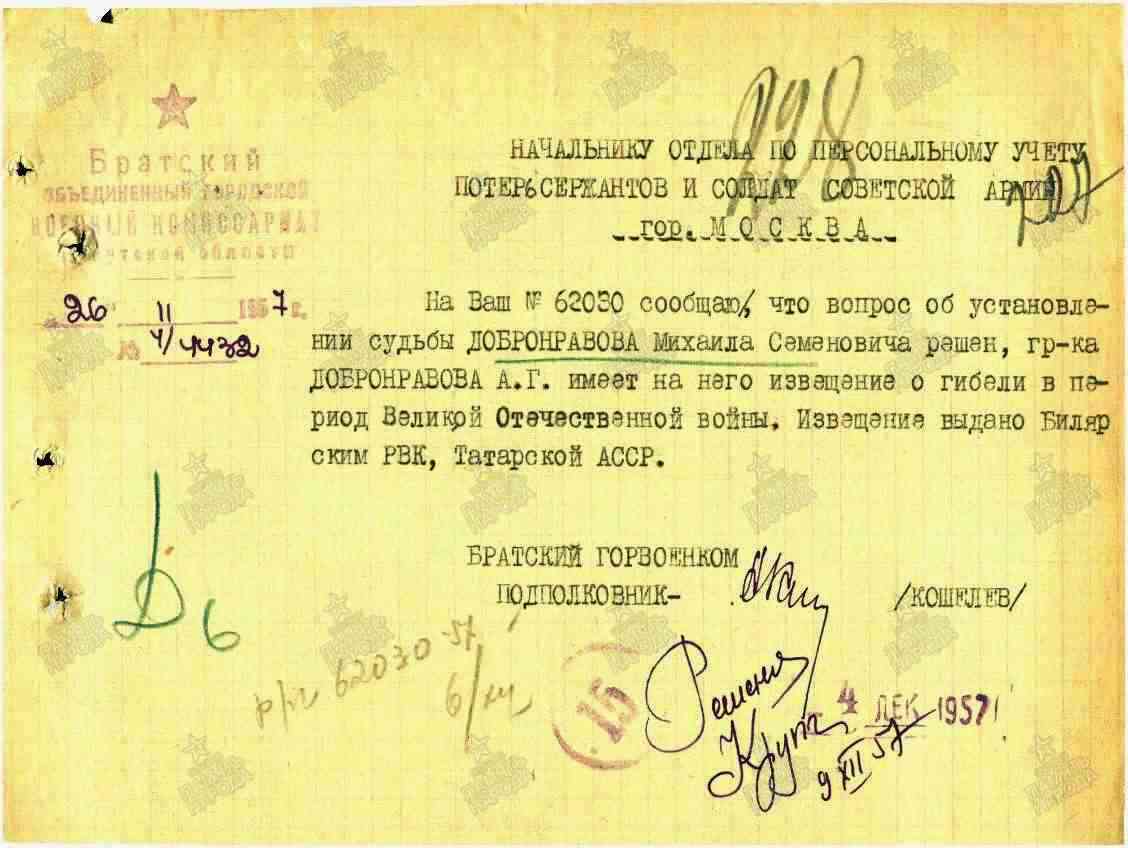 Братский
ОБЪЕДИНЕННЫЙ ГОРОДСКОЙ
ВОЕННЫЙ КОМИССАРИАТ
области
26 11 1957 г.
№ 4/4432
228
НАЧАЛЬНИКУ ОТДЕЛА ПО ПЕРСОНАЛЬНОМУ УЧЕТУ
ПОТЕРЬ СЕРЖАНТОВ И СОЛДАТ СОВЕТСКОЙ АРМИИ
гор. М О С К В А
На Ваш № 62030 сообщаю, что вопрос об установле-
нии судьбы ДОБРОНРАВОВА Михаила Семеновича решен, гр-ка
ДОБРОНРАВОВА А.Г. имеет на него извещение о гибели в пе-
риод Великой Отечественной войны. Извещение выдано Биляр
ским РВК, Татарской АССР.
БРАТСКИЙ ГОРВОЕНКОМ
ПОДПОЛКОВНИК- /КОШЕЛЕВ/
6
62030-57
15
4 ДЕК 1957
9 XII 57